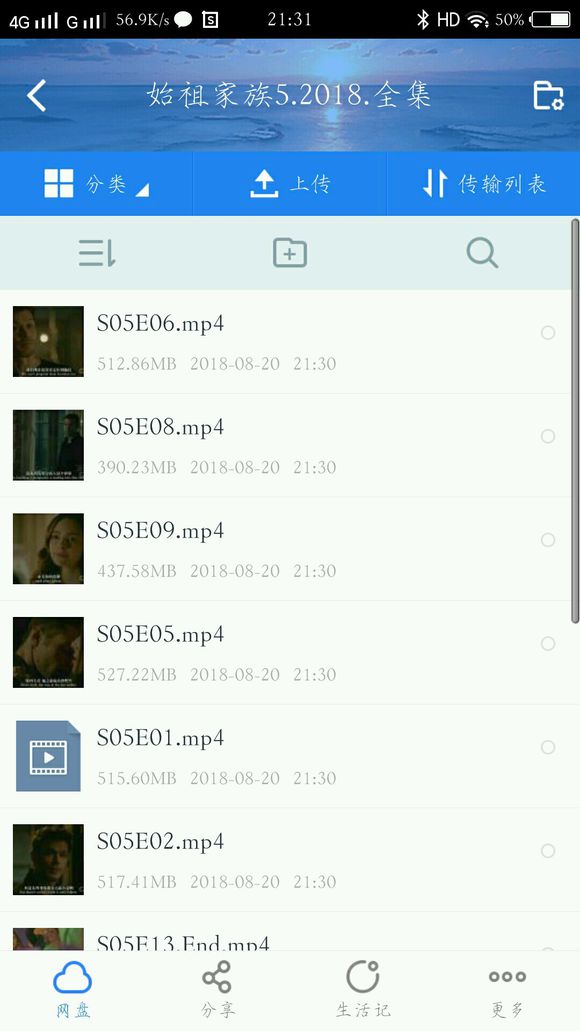 4G G 56.9K/s S 21:31 HD 50%
始祖家族5.2018.全集
分类 上传 传输列表
S05E06.mp4
512.86MB 2018-08-20 21:30
S05E08.mp4
390.23MB 2018-08-20 21:30
S05E09.mp4
437.58MB 2018-08-20 21:30
S05E05.mp4
527.22MB 2018-08-20 21:30
S05E01.mp4
515.60MB 2018-08-20 21:30
S05E02.mp4
517.41MB 2018-08-20 21:30
S05E13.End.mp4
网盘 分享 生活记 更多